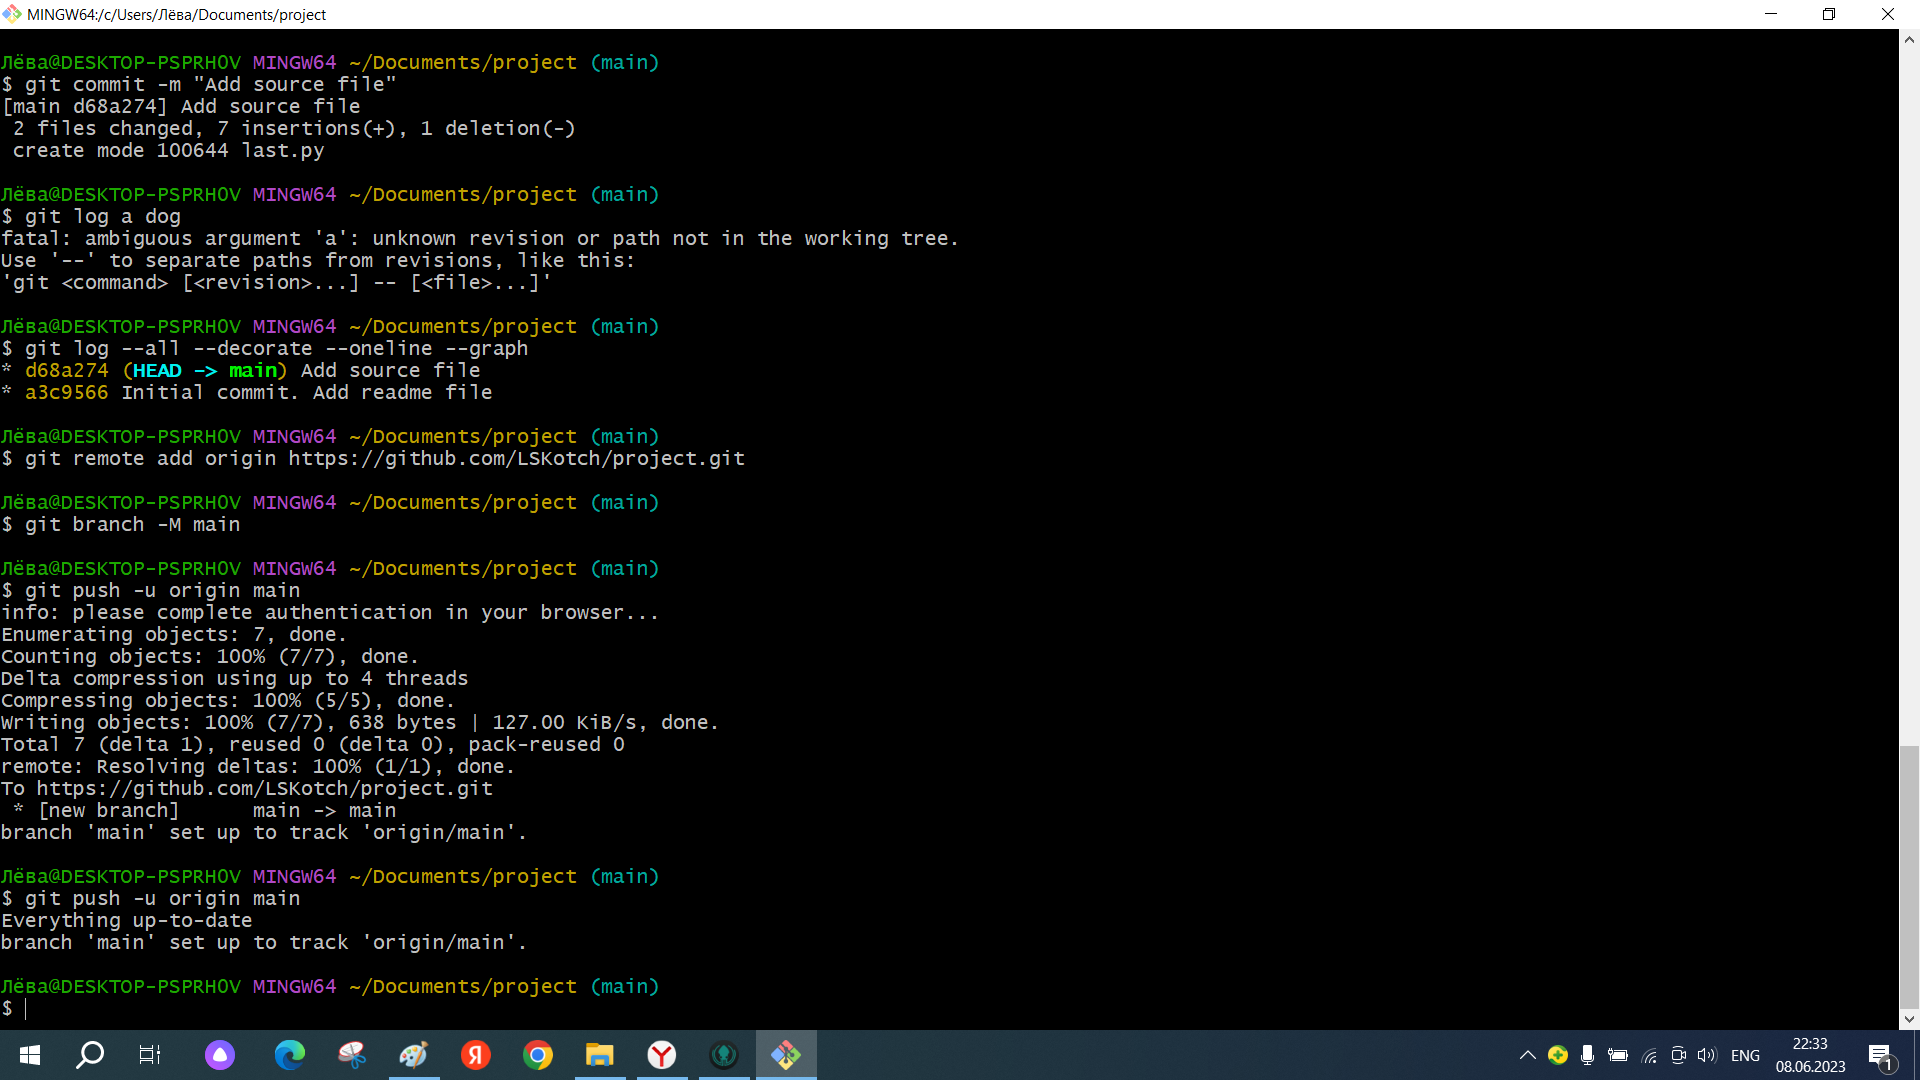 MINGW64:/c/Users/Лёва/Documents/project
Лёва@DESKTOP-PSPRH0V MINGW64 ~/Documents/project (main)
$ git commit -m "Add source file"
[main d68a274] Add source file
 2 files changed, 7 insertions(+), 1 deletion(-)
 create mode 100644 last.py
Лёва@DESKTOP-PSPRH0V MINGW64 ~/Documents/project (main)
$ git log a dog
fatal: ambiguous argument 'a': unknown revision or path not in the working tree.
Use '--' to separate paths from revisions, like this:
'git <command> [<revision>...] -- [<file>...]'
Лёва@DESKTOP-PSPRH0V MINGW64 ~/Documents/project (main)
$ git log --all --decorate --oneline --graph
* d68a274 (HEAD -> main) Add source file
* a3c9566 Initial commit. Add readme file
Лёва@DESKTOP-PSPRH0V MINGW64 ~/Documents/project (main)
$ git remote add origin https://github.com/LSKotch/project.git
Лёва@DESKTOP-PSPRH0V MINGW64 ~/Documents/project (main)
$ git branch -M main
Лёва@DESKTOP-PSPRH0V MINGW64 ~/Documents/project (main)
$ git push -u origin main
info: please complete authentication in your browser...
Enumerating objects: 7, done.
Counting objects: 100% (7/7), done.
Delta compression using up to 4 threads
Compressing objects: 100% (5/5), done.
Writing objects: 100% (7/7), 638 bytes | 127.00 KiB/s, done.
Total 7 (delta 1), reused 0 (delta 0), pack-reused 0
remote: Resolving deltas: 100% (1/1), done.
To https://github.com/LSKotch/project.git
 * [new branch]      main -> main
branch 'main' set up to track 'origin/main'.
Лёва@DESKTOP-PSPRH0V MINGW64 ~/Documents/project (main)
$ git push -u origin main
Everything up-to-date
branch 'main' set up to track 'origin/main'.
Лёва@DESKTOP-PSPRH0V MINGW64 ~/Documents/project (main)
$
Я
Y
ENG
22:33
08.06.2023
1